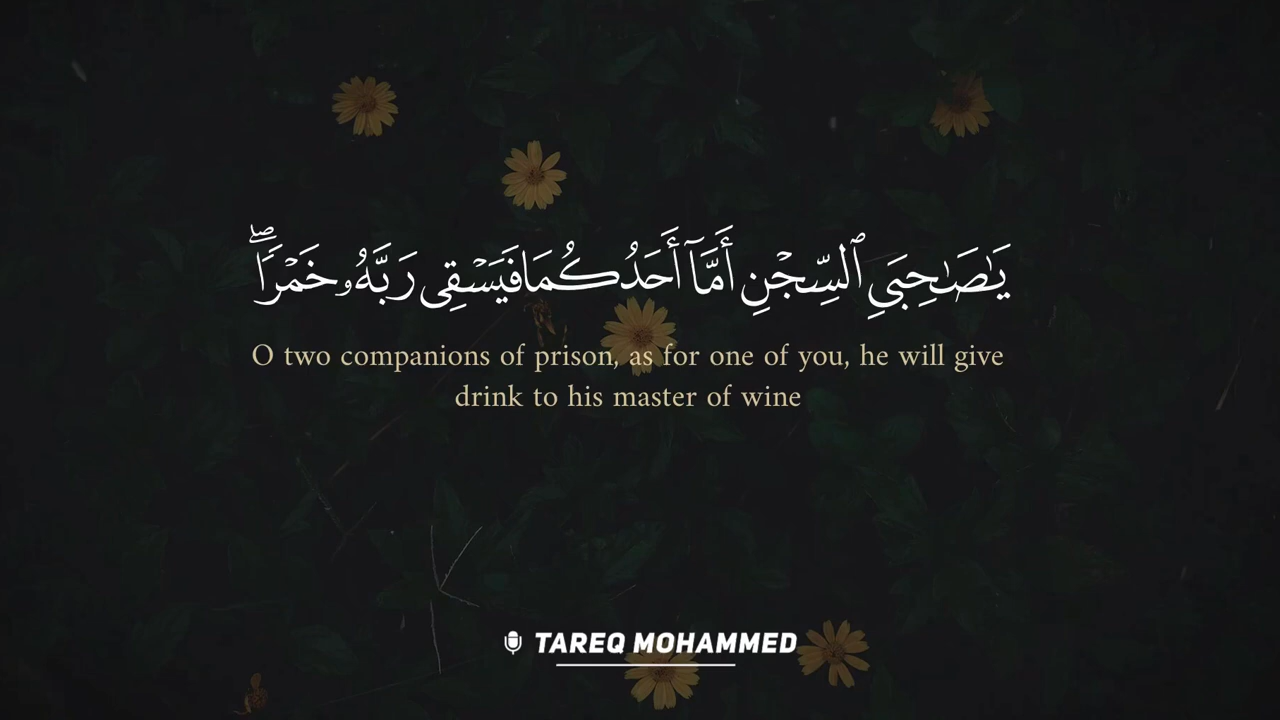 يَٰصَٰحِبَىِ ٱلسِّجْنِ أَمَّآ أَحَدُكُمَا فَيَسْقِى رَبَّهُۥ خَمْرًا ۖ
O two companions of prison, as for one of you, he will give
drink to his master of wine
TAREQ MOHAMMED